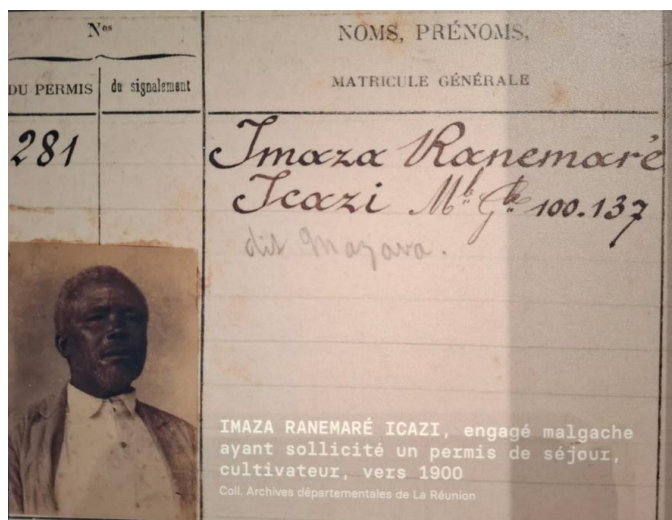 Nos
DU PERMIS
du signalement
NOMS, PRÉNOMS,
MATRICULE GÉNÉRALE
281
Imaza Ranemaré
Icazi Mle Gle 100.137
dit Mazava.
IMAZA RANEMARÉ ICAZI, engagé malgache
ayant sollicité un permis de séjour,
cultivateur, vers 1900
Coll. Archives départementales de La Réunion